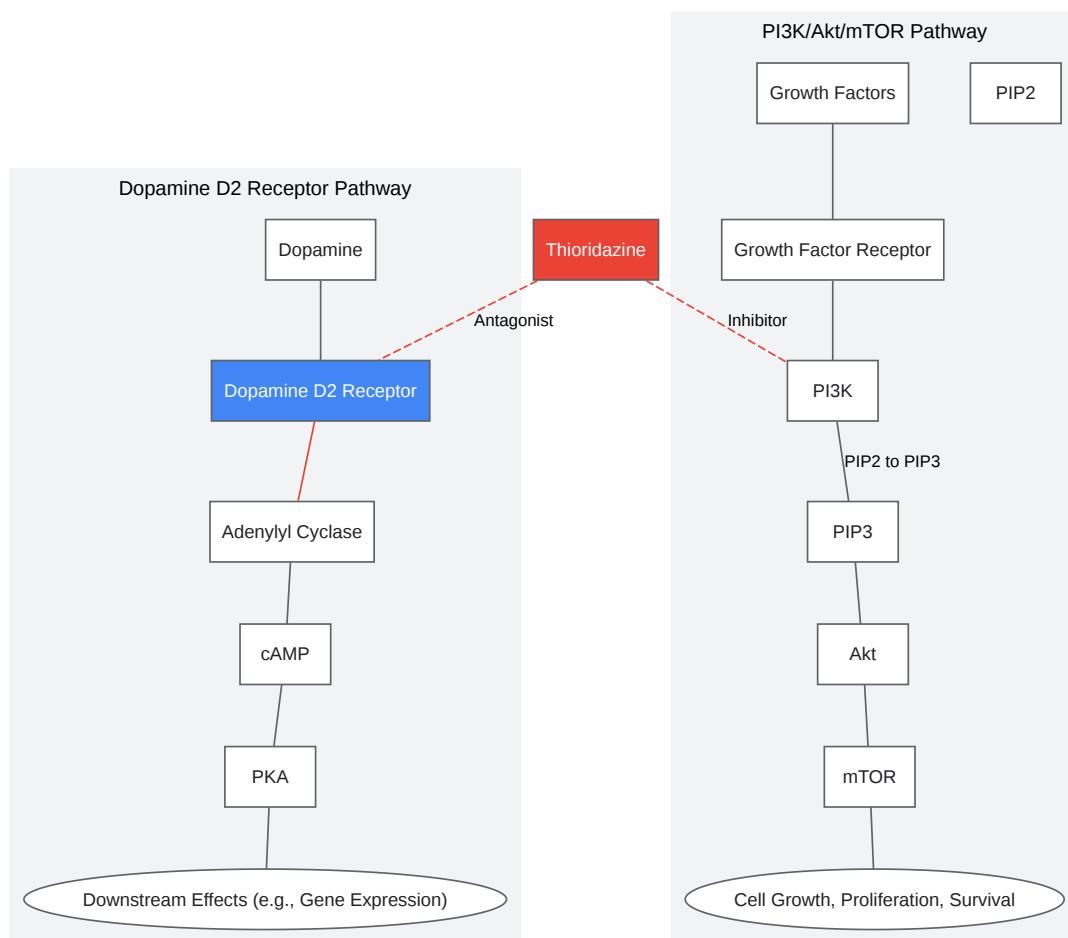 PI3K/Akt/mTOR Pathway
Growth Factors
PIP2
Dopamine D2 Receptor Pathway
Dopamine
Thioridazine
Growth Factor Receptor
Antagonist
Inhibitor
Dopamine D2 Receptor
PI3K
PIP2 to PIP3
Adenylyl Cyclase
PIP3
cAMP
Akt
PKA
mTOR
Downstream Effects (e.g., Gene Expression)
Cell Growth, Proliferation, Survival